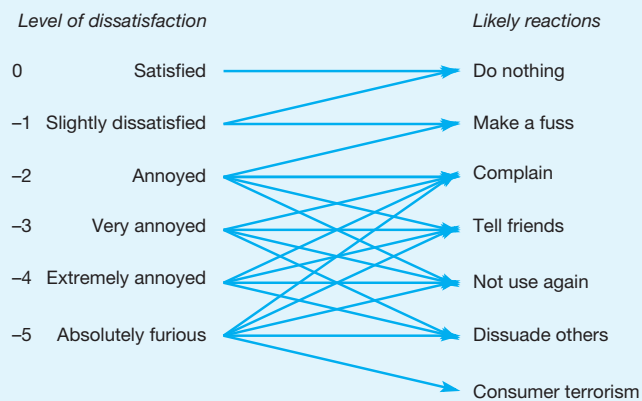 Level of dissatisfaction Likely reactions
0 Satisfied Do nothing
–1 Slightly dissatisfied Make a fuss
–2 Annoyed Complain
–3 Very annoyed Tell friends
–4 Extremely annoyed Not use again
–5 Absolutely furious Dissuade others
Consumer terrorism